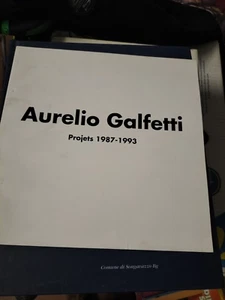 Aurelio Galfetti
Projets 1987-1993
Comune di